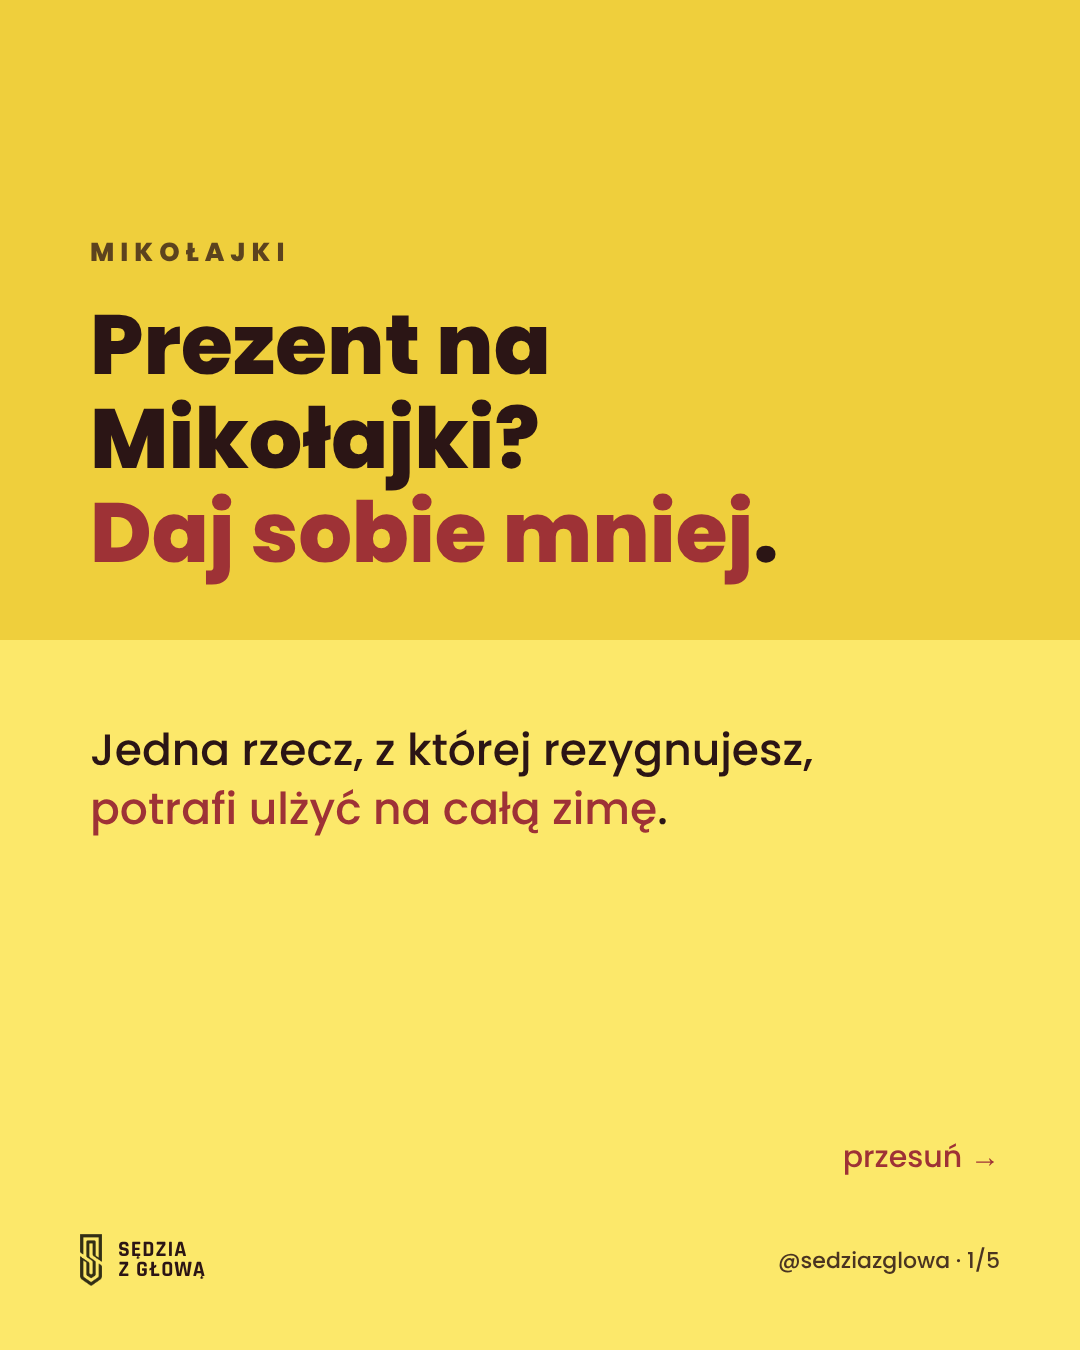 MIKOŁAJKI
Prezent na
Mikołajki?
Daj sobie mniej.
Jedna rzecz, z której rezygnujesz,
potrafi ulżyć na całą zimę.
przesuń →
SĘDZIA
Z GŁOWĄ
@sedziazglowa · 1/5